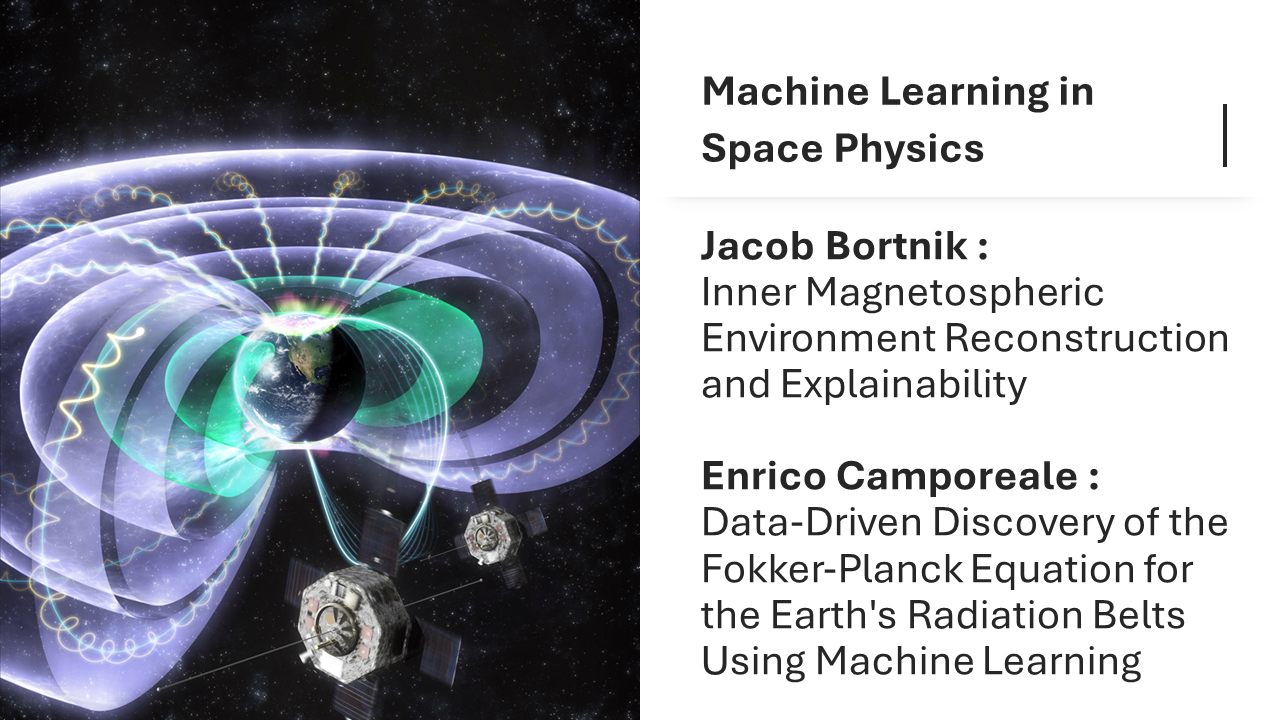 Machine Learning in
Space Physics
Jacob Bortnik :
Inner Magnetospheric
Environment Reconstruction
and Explainability
Enrico Camporeale :
Data-Driven Discovery of the
Fokker-Planck Equation for
the Earth's Radiation Belts
Using Machine Learning